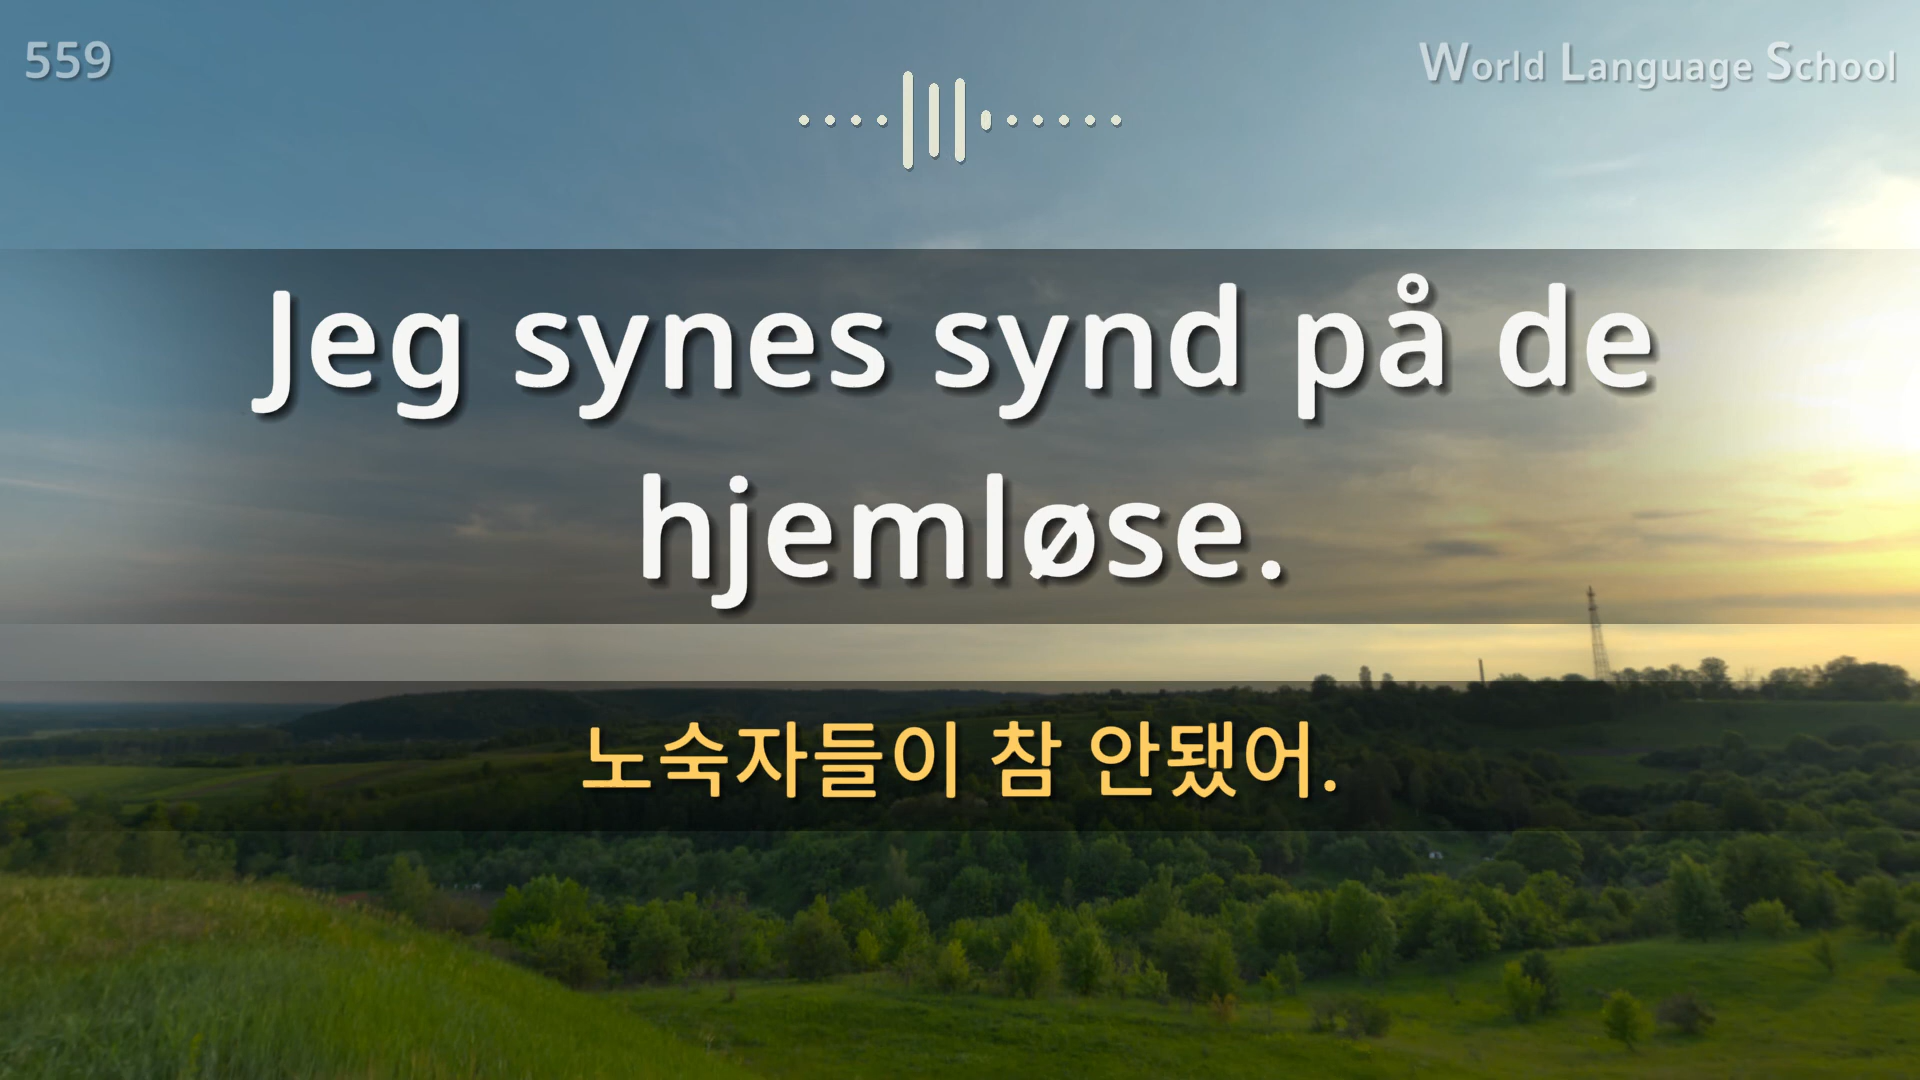 559
World Language School
Jeg synes synd på de
hjemløse.
노숙자들이 참 안됐어.